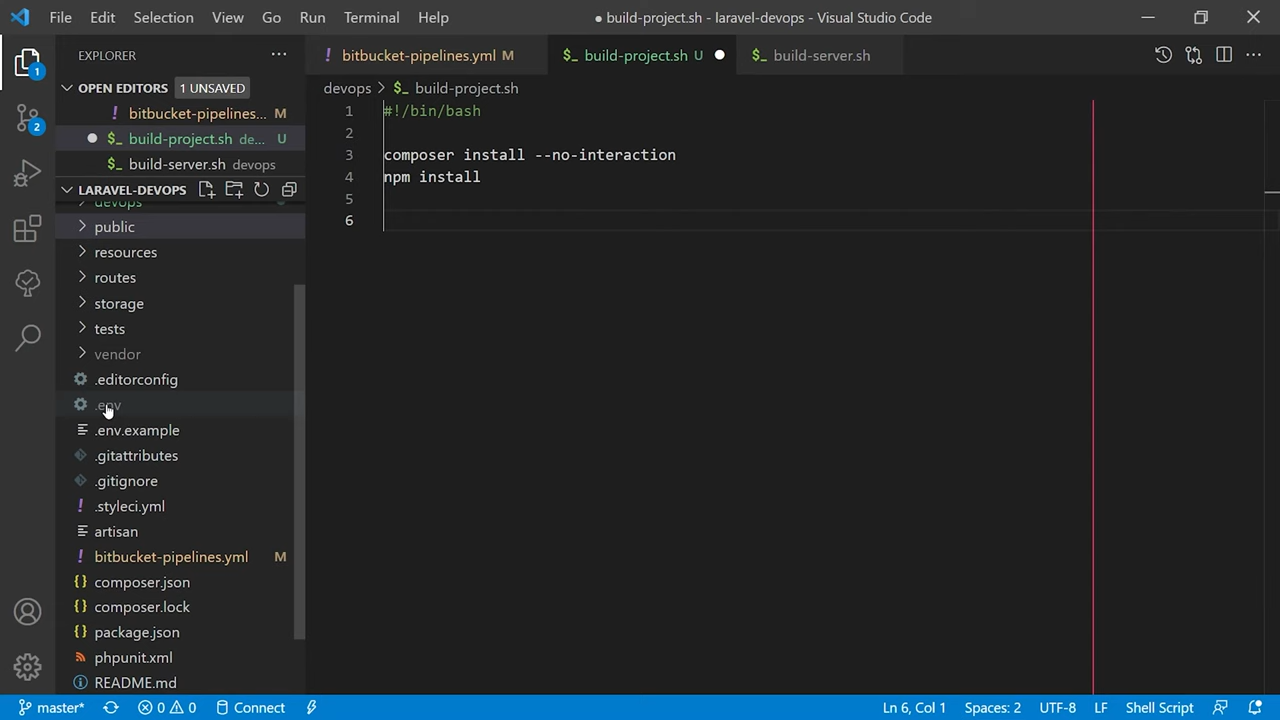 File Edit Selection View Go Run Terminal Help ● build-project.sh - laravel-devops - Visual Studio Code
EXPLORER ···
bitbucket-pipelines.yml M
$_ build-project.sh U ●
$_ build-server.sh
OPEN EDITORS 1 UNSAVED
! bitbucket-pipelines... M
● $_ build-project.sh de... U
$_ build-server.sh devops
LARAVEL-DEVOPS
devops
public
resources
routes
storage
tests
vendor
.editorconfig
.env
.env.example
.gitattributes
.gitignore
! .styleci.yml
artisan
! bitbucket-pipelines.yml M
{} composer.json
{} composer.lock
{} package.json
phpunit.xml
README.md
1
2
devops > $_ build-project.sh
1 #!/bin/bash
2
3 composer install --no-interaction
4 npm install
5
6
master* 0 0 Connect Ln 6, Col 1 Spaces: 2 UTF-8 LF Shell Script